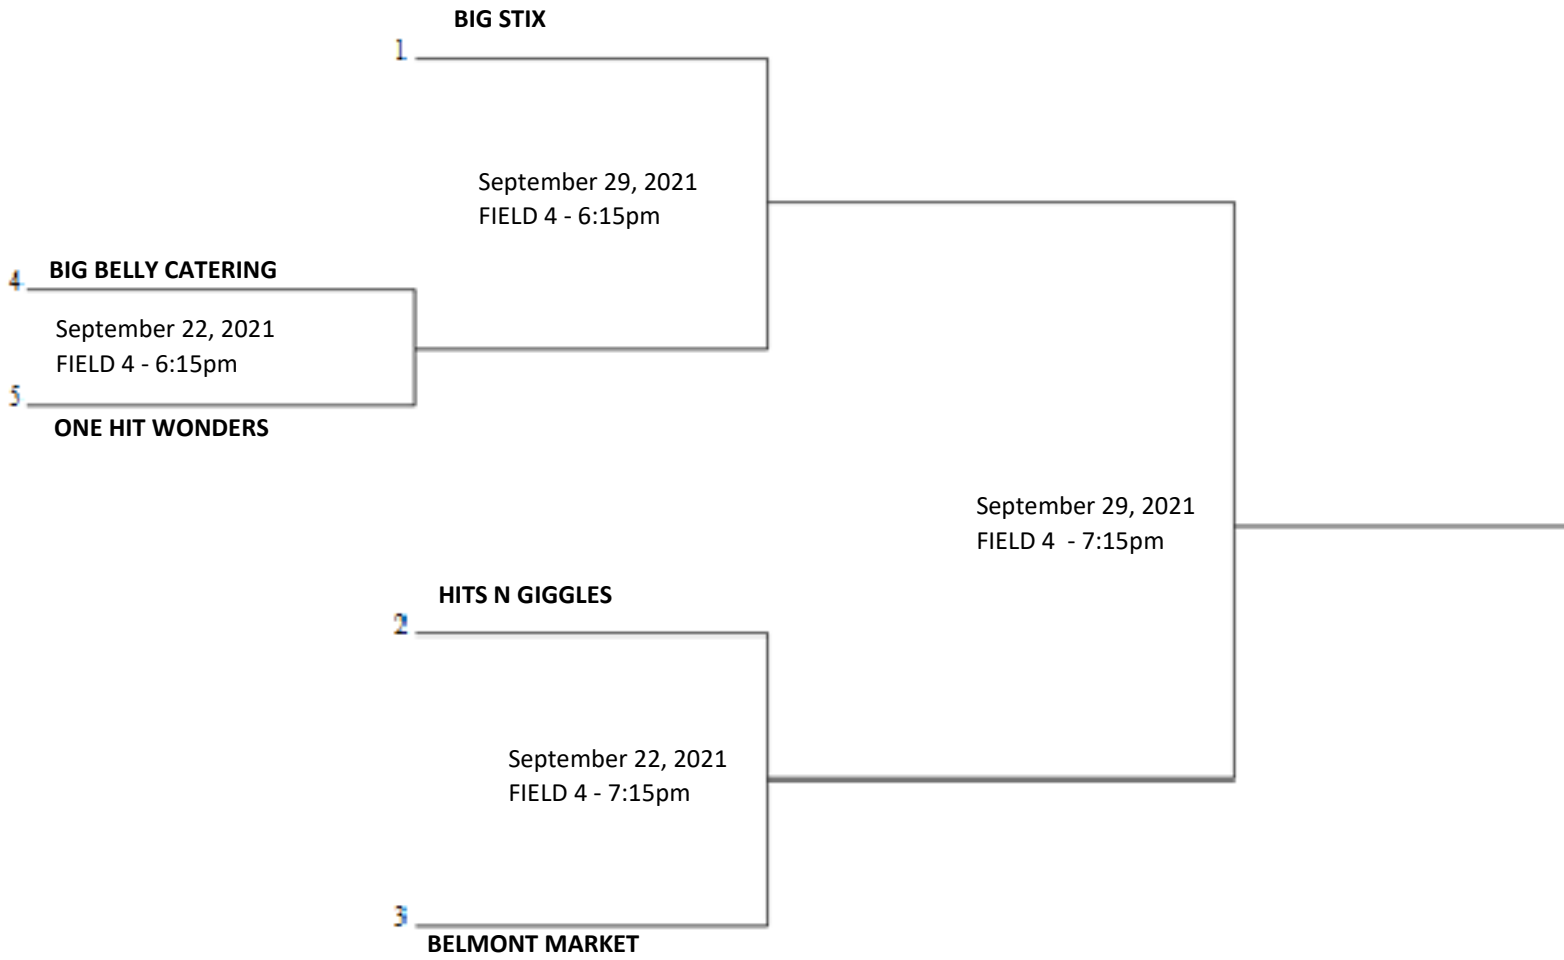 BIG STIX
1
September 29, 2021
FIELD 4 - 6:15pm
4
BIG BELLY CATERING
September 22, 2021
FIELD 4 - 6:15pm
5
ONE HIT WONDERS
September 29, 2021
FIELD 4  - 7:15pm
HITS N GIGGLES
2
September 22, 2021
FIELD 4 - 7:15pm
3
BELMONT MARKET